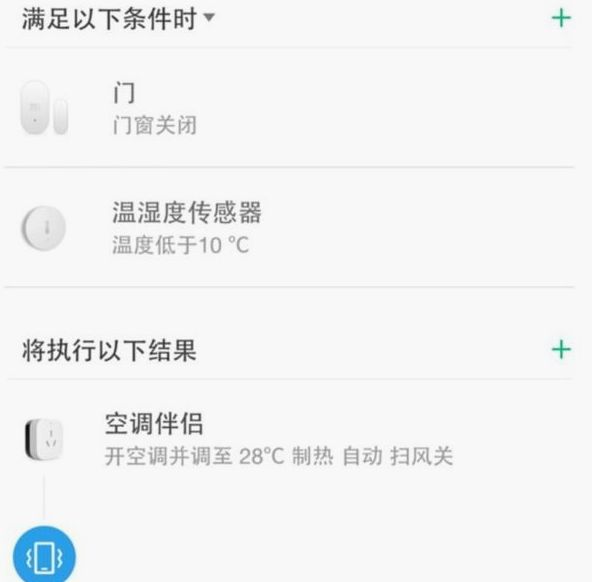 满足以下条件时
门
门窗关闭
温湿度传感器
温度低于10 ℃
将执行以下结果
空调伴侣
开空调并调至 28℃ 制热 自动 扫风关